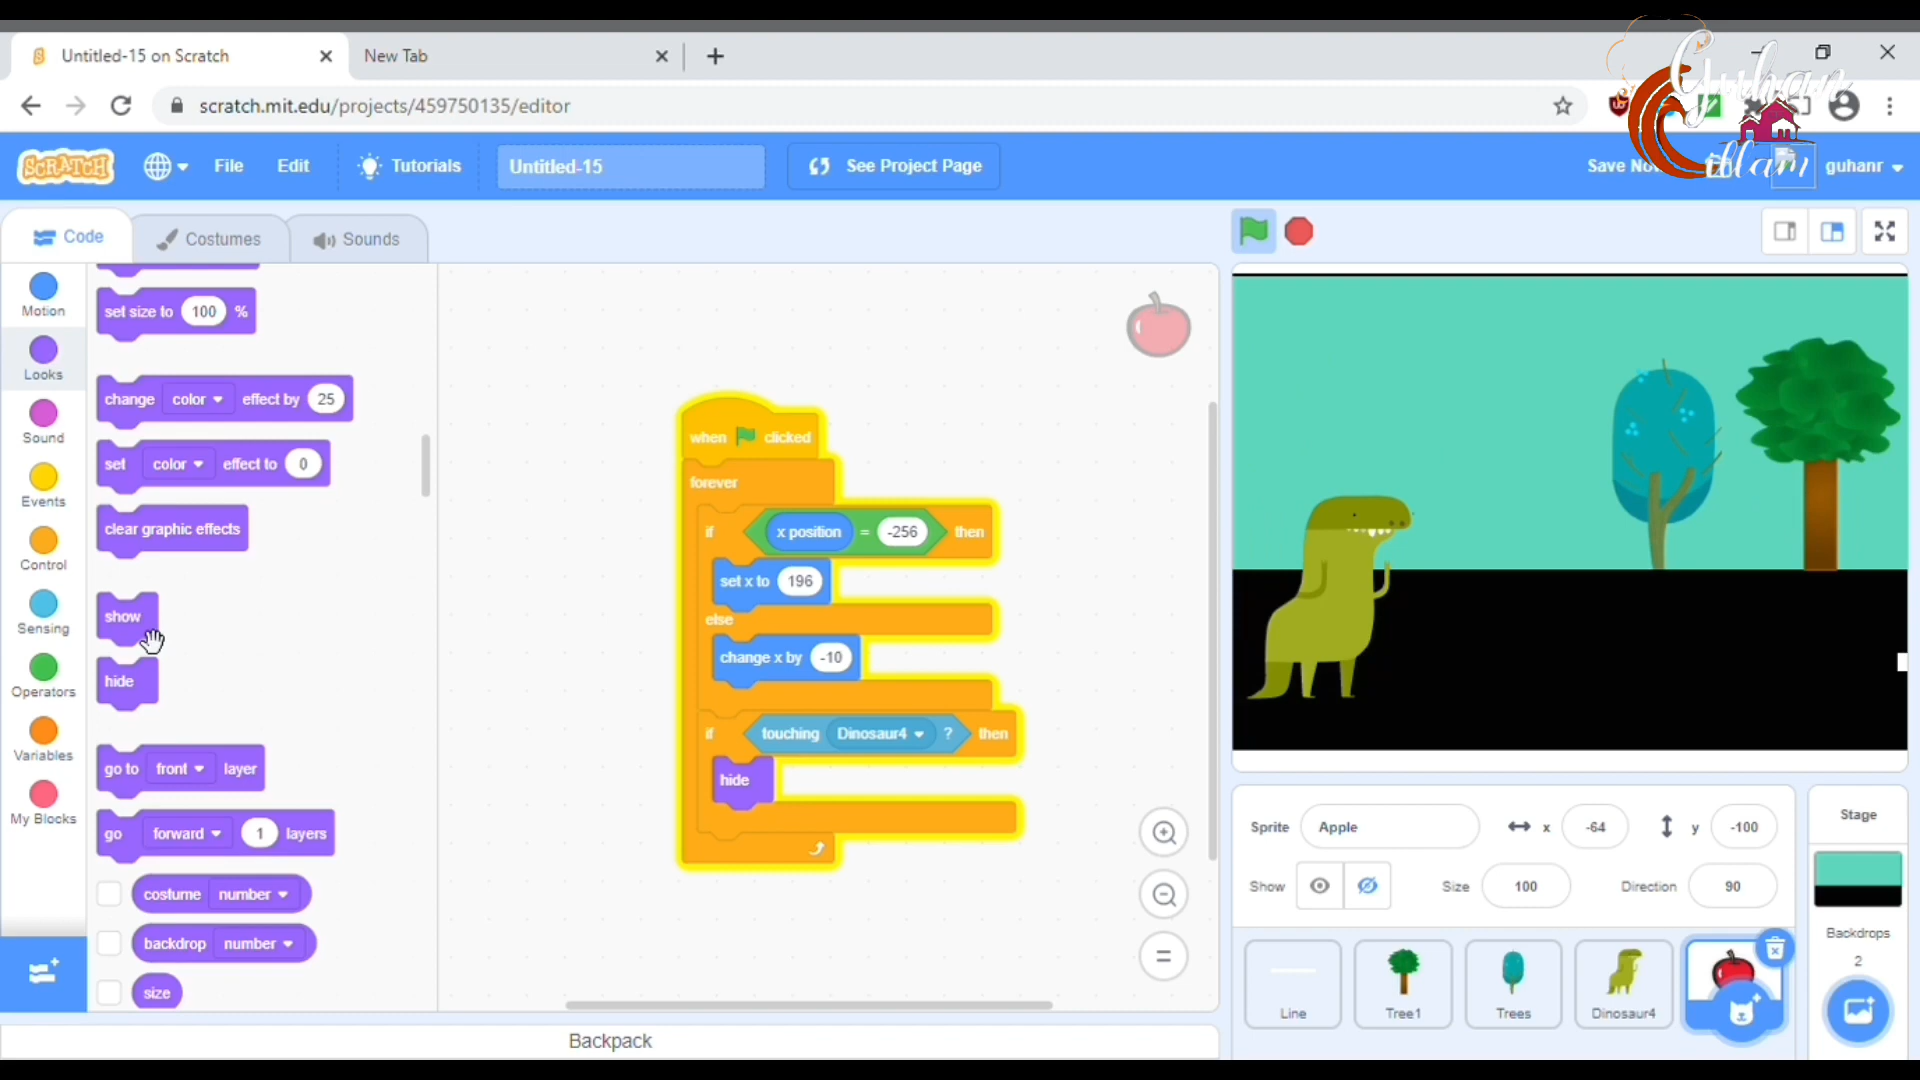 Untitled-15 on Scratch
New Tab
scratch.mit.edu/projects/459750135/editor
Guhan
illam
SCRATCH
File
Edit
Tutorials
Untitled-15
See Project Page
Save Now
guhanr
Code
Costumes
Sounds
Motion
Looks
Sound
Events
Control
Sensing
Operators
Variables
My Blocks
set size to 100 %
change color effect by 25
set color effect to 0
clear graphic effects
show
hide
go to front layer
go forward 1 layers
costume number
backdrop number
size
when clicked
forever
if x position = -256 then
set x to 196
else
change x by -10
if touching Dinosaur4 ? then
hide
Backpack
Sprite Apple x -64 y -100
Show Size 100 Direction 90
Line
Tree1
Trees
Dinosaur4
Stage
Backdrops
2